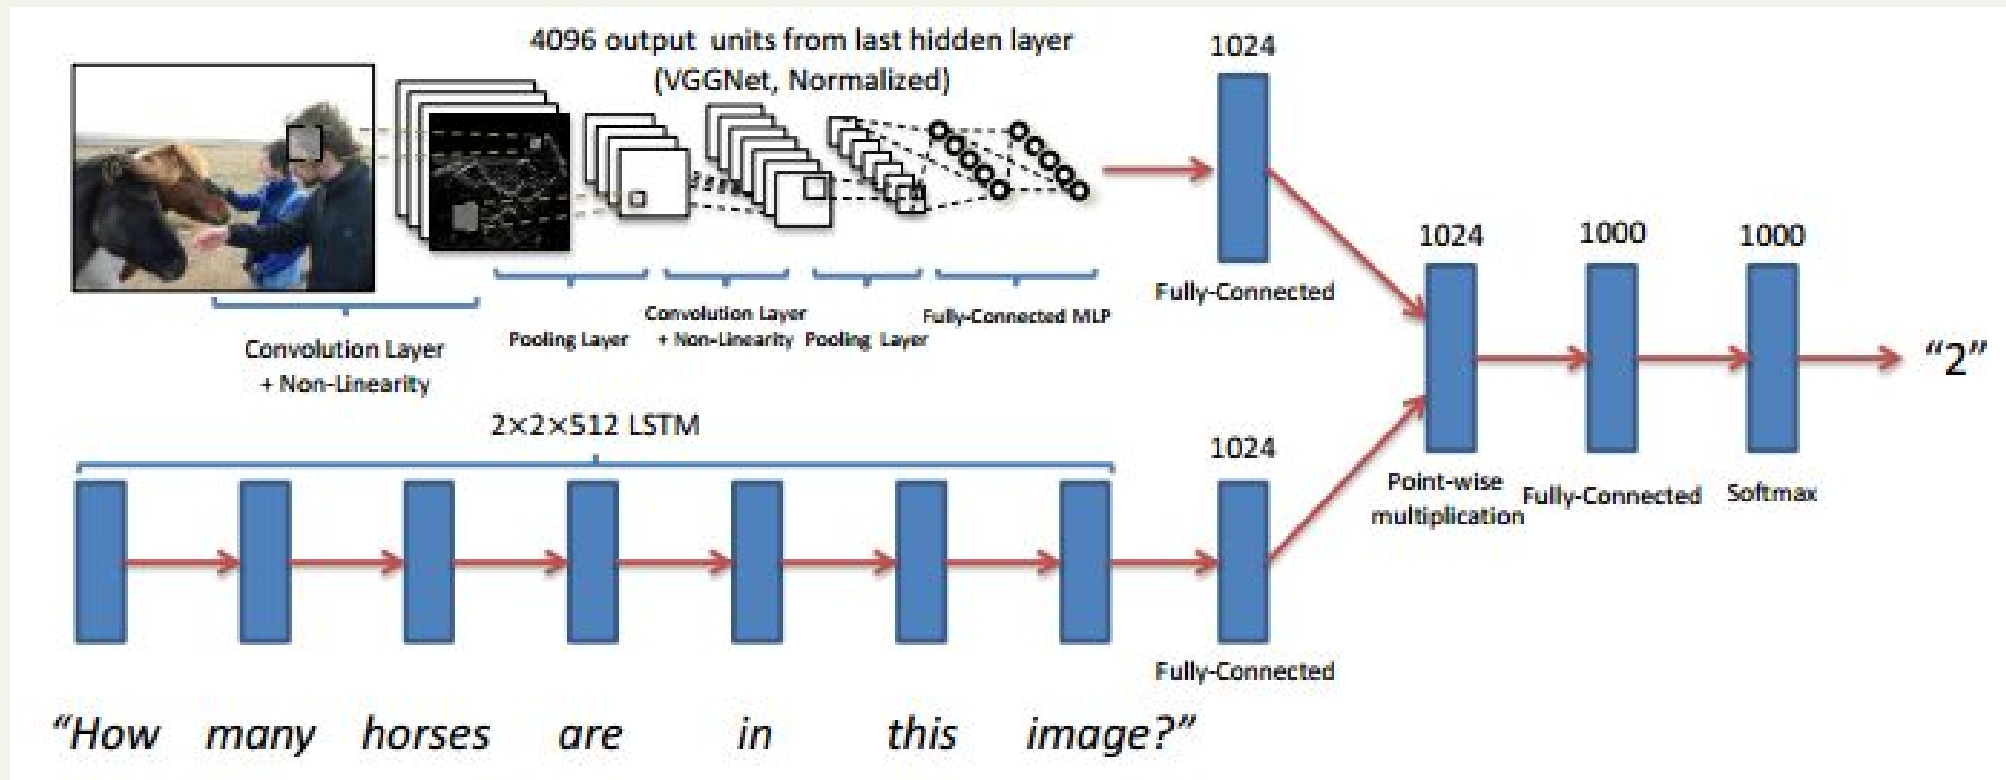 4096 output units from last hidden layer
(VGGNet, Normalized)
1024
Fully-Connected
Convolution Layer
+ Non-Linearity
Pooling Layer
Convolution Layer
+ Non-Linearity
Pooling Layer
Fully-Connected MLP
1024
Point-wise
multiplication
1000
Fully-Connected
1000
Softmax
“2”
2×2×512 LSTM
1024
Fully-Connected
“How many horses are in this image?”